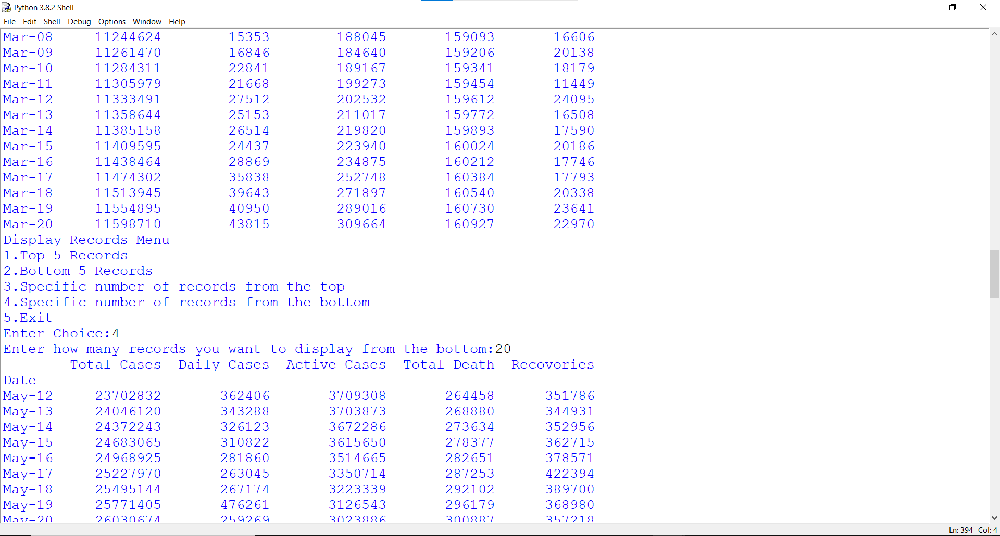 Python 3.8.2 Shell
File Edit Shell Debug Options Window Help
Mar-08 11244624 15353 188045 159093 16606
Mar-09 11261470 16846 184640 159206 20138
Mar-10 11284311 22841 189167 159341 18179
Mar-11 11305979 21668 199273 159454 11449
Mar-12 11333491 27512 202532 159612 24095
Mar-13 11358644 25153 211017 159772 16508
Mar-14 11385158 26514 219820 159893 17590
Mar-15 11409595 24437 223940 160024 20186
Mar-16 11438464 28869 234875 160212 17746
Mar-17 11474302 35838 252748 160384 17793
Mar-18 11513945 39643 271897 160540 20338
Mar-19 11554895 40950 289016 160730 23641
Mar-20 11598710 43815 309664 160927 22970
Display Records Menu
1.Top 5 Records
2.Bottom 5 Records
3.Specific number of records from the top
4.Specific number of records from the bottom
5.Exit
Enter Choice:4
Enter how many records you want to display from the bottom:20
Total_Cases Daily_Cases Active_Cases Total_Death Recovories
Date
May-12 23702832 362406 3709308 264458 351786
May-13 24046120 343288 3703873 268880 344931
May-14 24372243 326123 3672286 273634 352956
May-15 24683065 310822 3615650 278377 362715
May-16 24968925 281860 3514665 282651 378571
May-17 25227970 263045 3350714 287253 422394
May-18 25495144 267174 3223339 292102 389700
May-19 25771405 476261 3126543 296179 368980
May-20 26030674 259269 3023886 300887 357218
Ln: 394 Col: 4